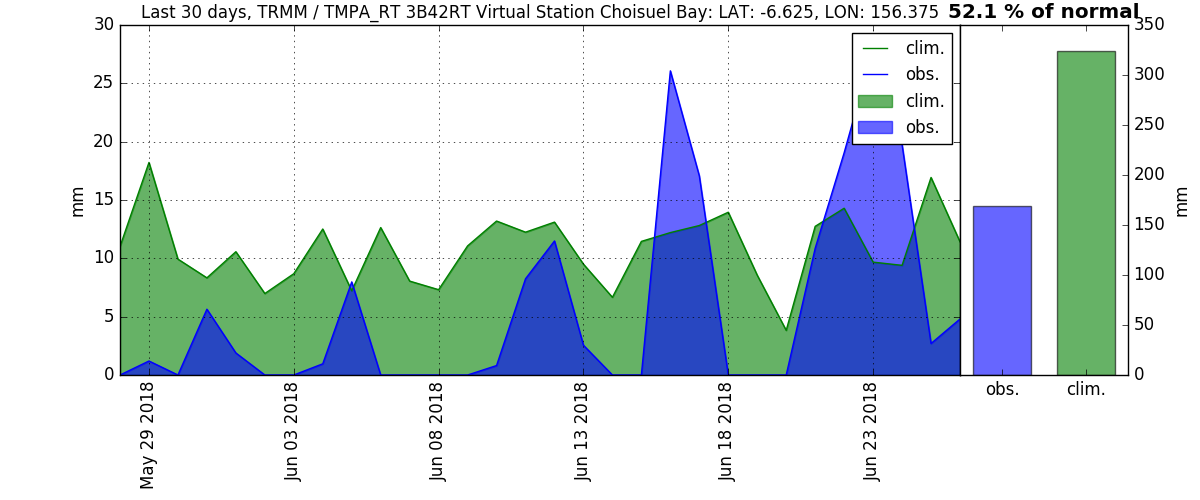 Last 30 days, TRMM / TMPA_RT 3B42RT Virtual Station Choisuel Bay: LAT: -6.625, LON: 156.375 52.1 % of normal
30
25
20
15
10
5
0
mm
clim.
obs.
clim.
obs.
350
300
250
200
150
100
50
0
mm
obs. clim.
May 29 2018
Jun 03 2018
Jun 08 2018
Jun 13 2018
Jun 18 2018
Jun 23 2018